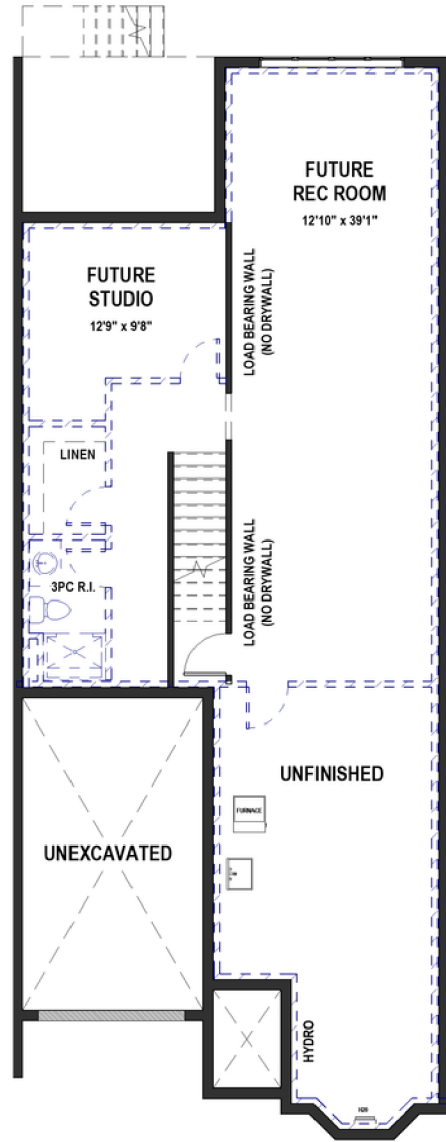 FUTURE
REC ROOM
12'10" x 39'1"
FUTURE
STUDIO
12'9" x 9'8"
LOAD BEARING WALL
(NO DRYWALL)
LINEN
3PC R.I.
LOAD BEARING WALL
(NO DRYWALL)
UNFINISHED
FURNACE
UNEXCAVATED
HYDRO
H20